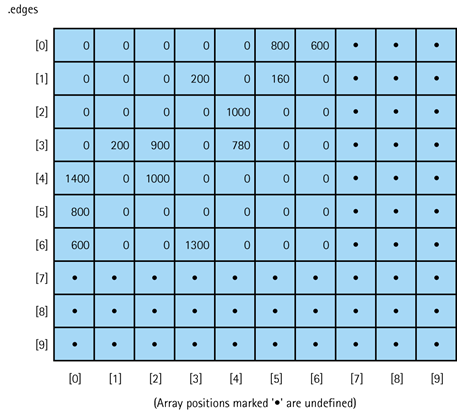 .edges
[0] 0 0 0 0 0 800 600 • • •
[1] 0 0 0 200 0 160 0 • • •
[2] 0 0 0 0 1000 0 0 • • •
[3] 0 200 900 0 780 0 0 • • •
[4] 1400 0 1000 0 0 0 0 • • •
[5] 800 0 0 0 0 0 0 • • •
[6] 600 0 0 1300 0 0 0 • • •
[7] • • • • • • • • • •
[8] • • • • • • • • • •
[9] • • • • • • • • • •
[0] [1] [2] [3] [4] [5] [6] [7] [8] [9]
(Array positions marked '•' are undefined)